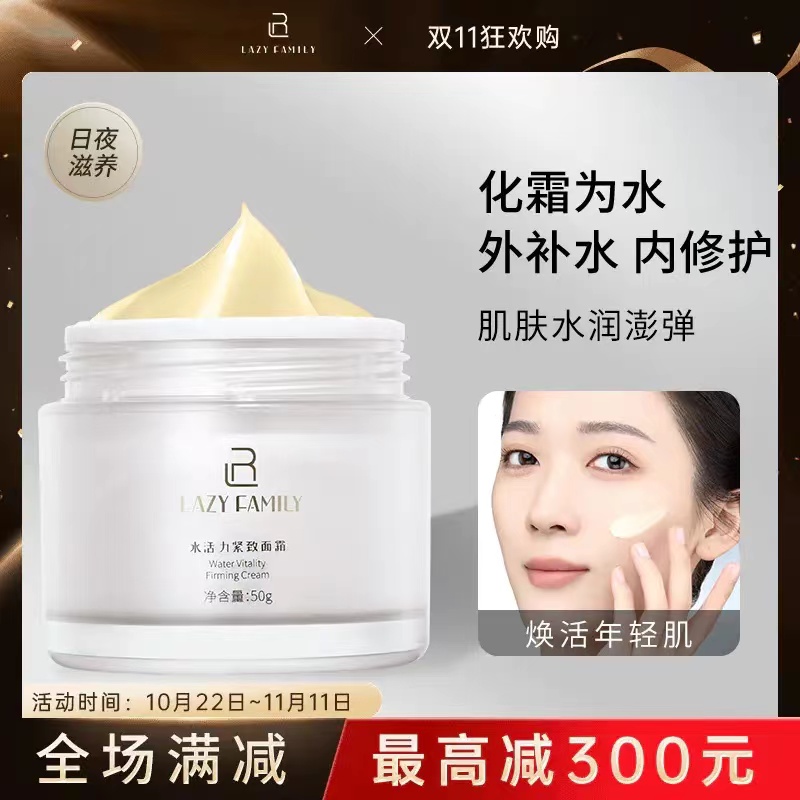 LAZY FAMILY × 双11狂欢购
日夜
滋养
化霜为水
外补水 内修护
肌肤水润澎弹
LAZY FAMILY
水活力紧致面霜
Water Vitality
Firming Cream
净含量:50g
焕活年轻肌
活动时间:10月22日~11月11日
全场满减 最高减300元